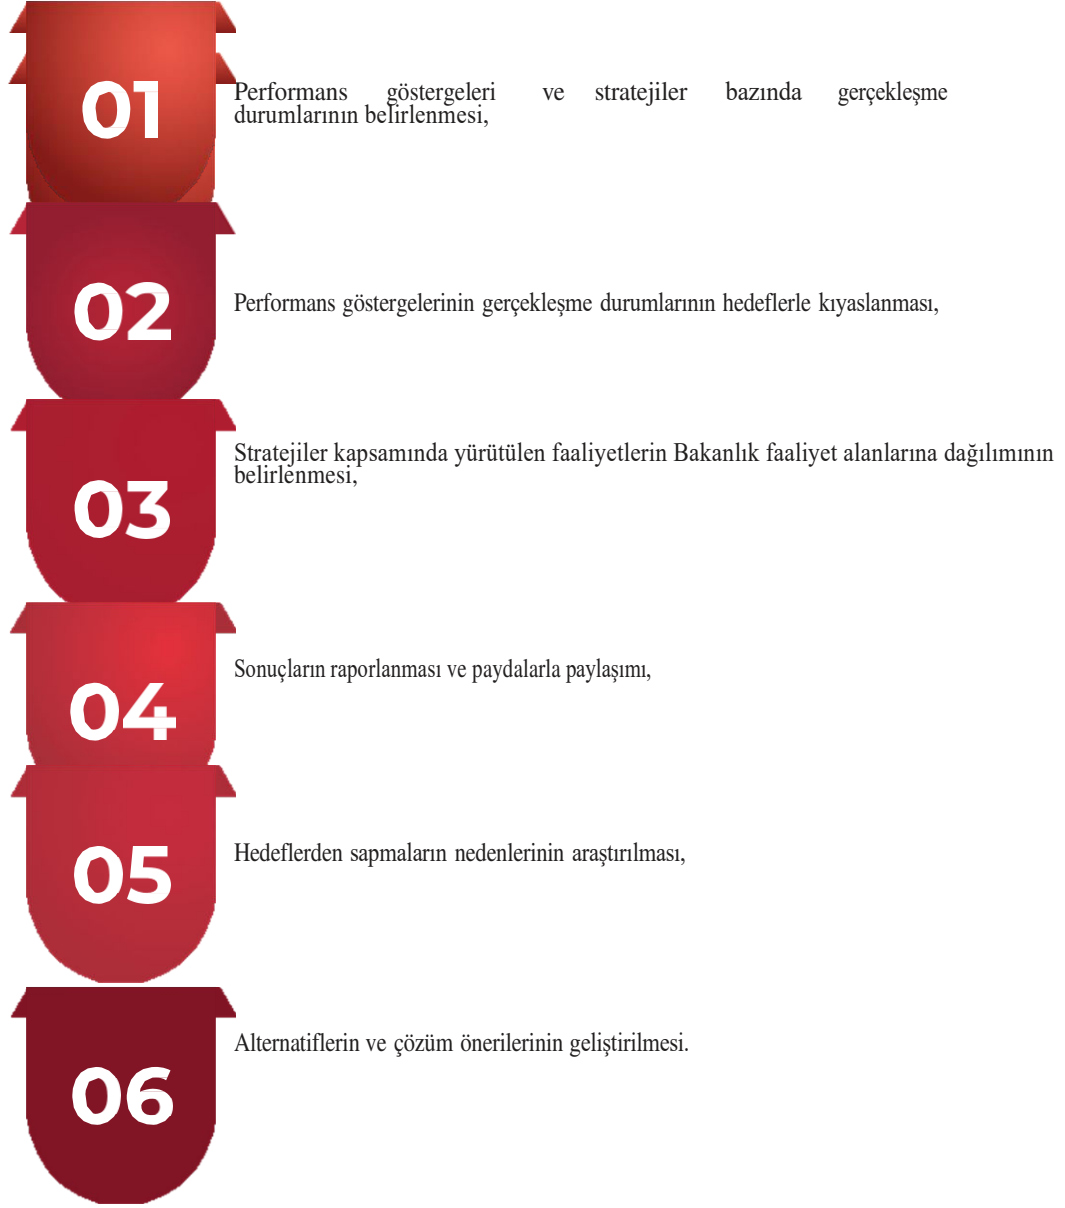 01
Performans göstergeleri ve stratejiler bazında gerçekleşme
durumlarının belirlenmesi,
02
Performans göstergelerinin gerçekleşme durumlarının hedeflerle kıyaslanması,
03
Stratejiler kapsamında yürütülen faaliyetlerin Bakanlık faaliyet alanlarına dağılımının
belirlenmesi,
04
Sonuçların raporlanması ve paydalarla paylaşımı,
05
Hedeflerden sapmaların nedenlerinin araştırılması,
06
Alternatiflerin ve çözüm önerilerinin geliştirilmesi.